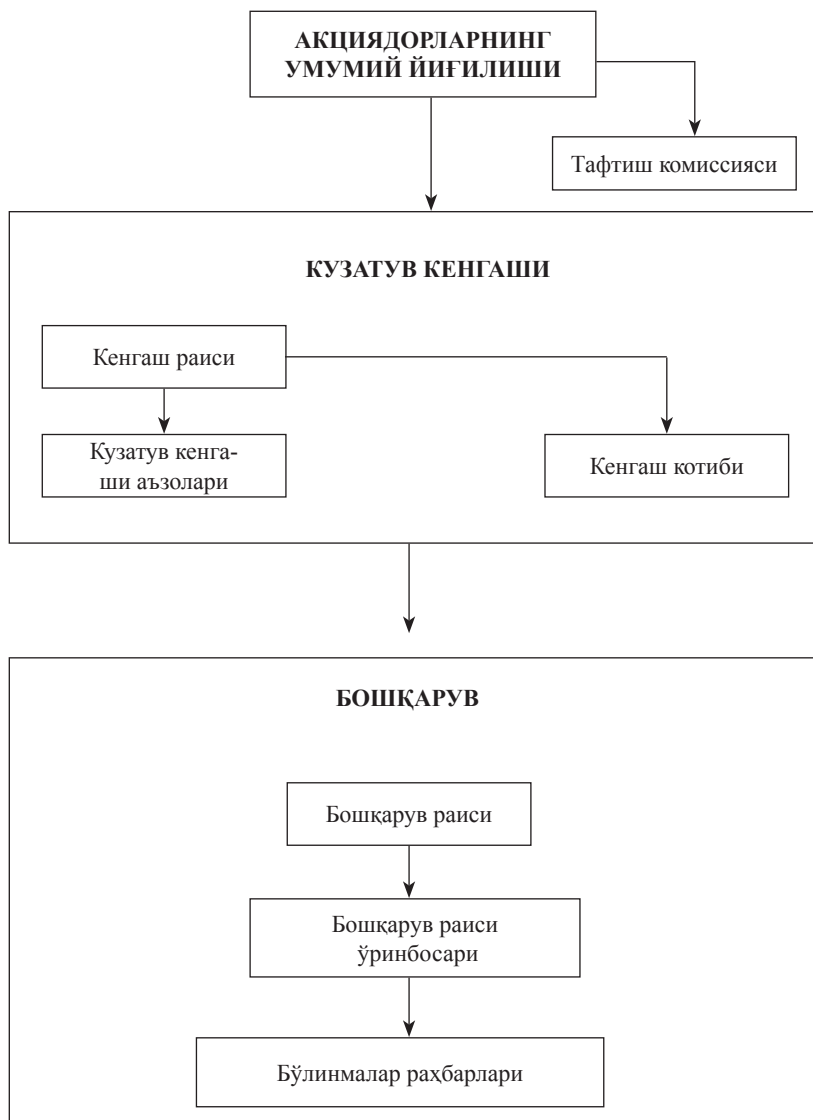 АКЦИЯДОРЛАРНИНГ
УМУМИЙ ЙИҒИЛИШИ
Тафтиш комиссияси
КУЗАТУВ КЕНГАШИ
Кенгаш раиси
Кузатув кенга-
ши аъзолари
Кенгаш котиби
БОШҚАРУВ
Бошқарув раиси
Бошқарув раиси
ўринбосари
Бўлинмалар раҳбарлари